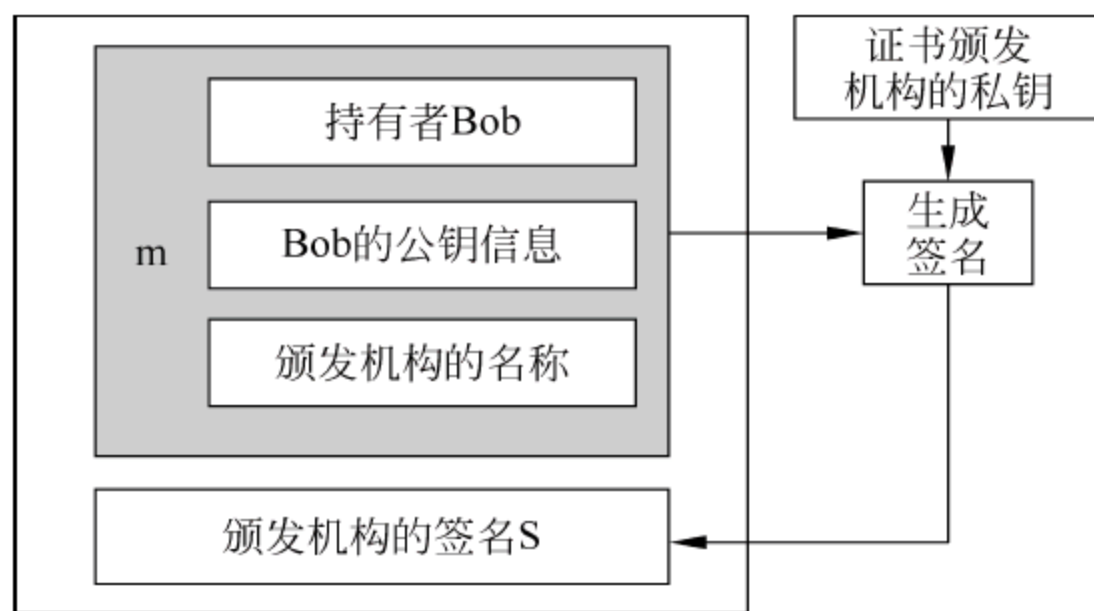 持有者Bob
m
Bob的公钥信息
颁发机构的名称
颁发机构的签名S
证书颁发
机构的私钥
生成
签名